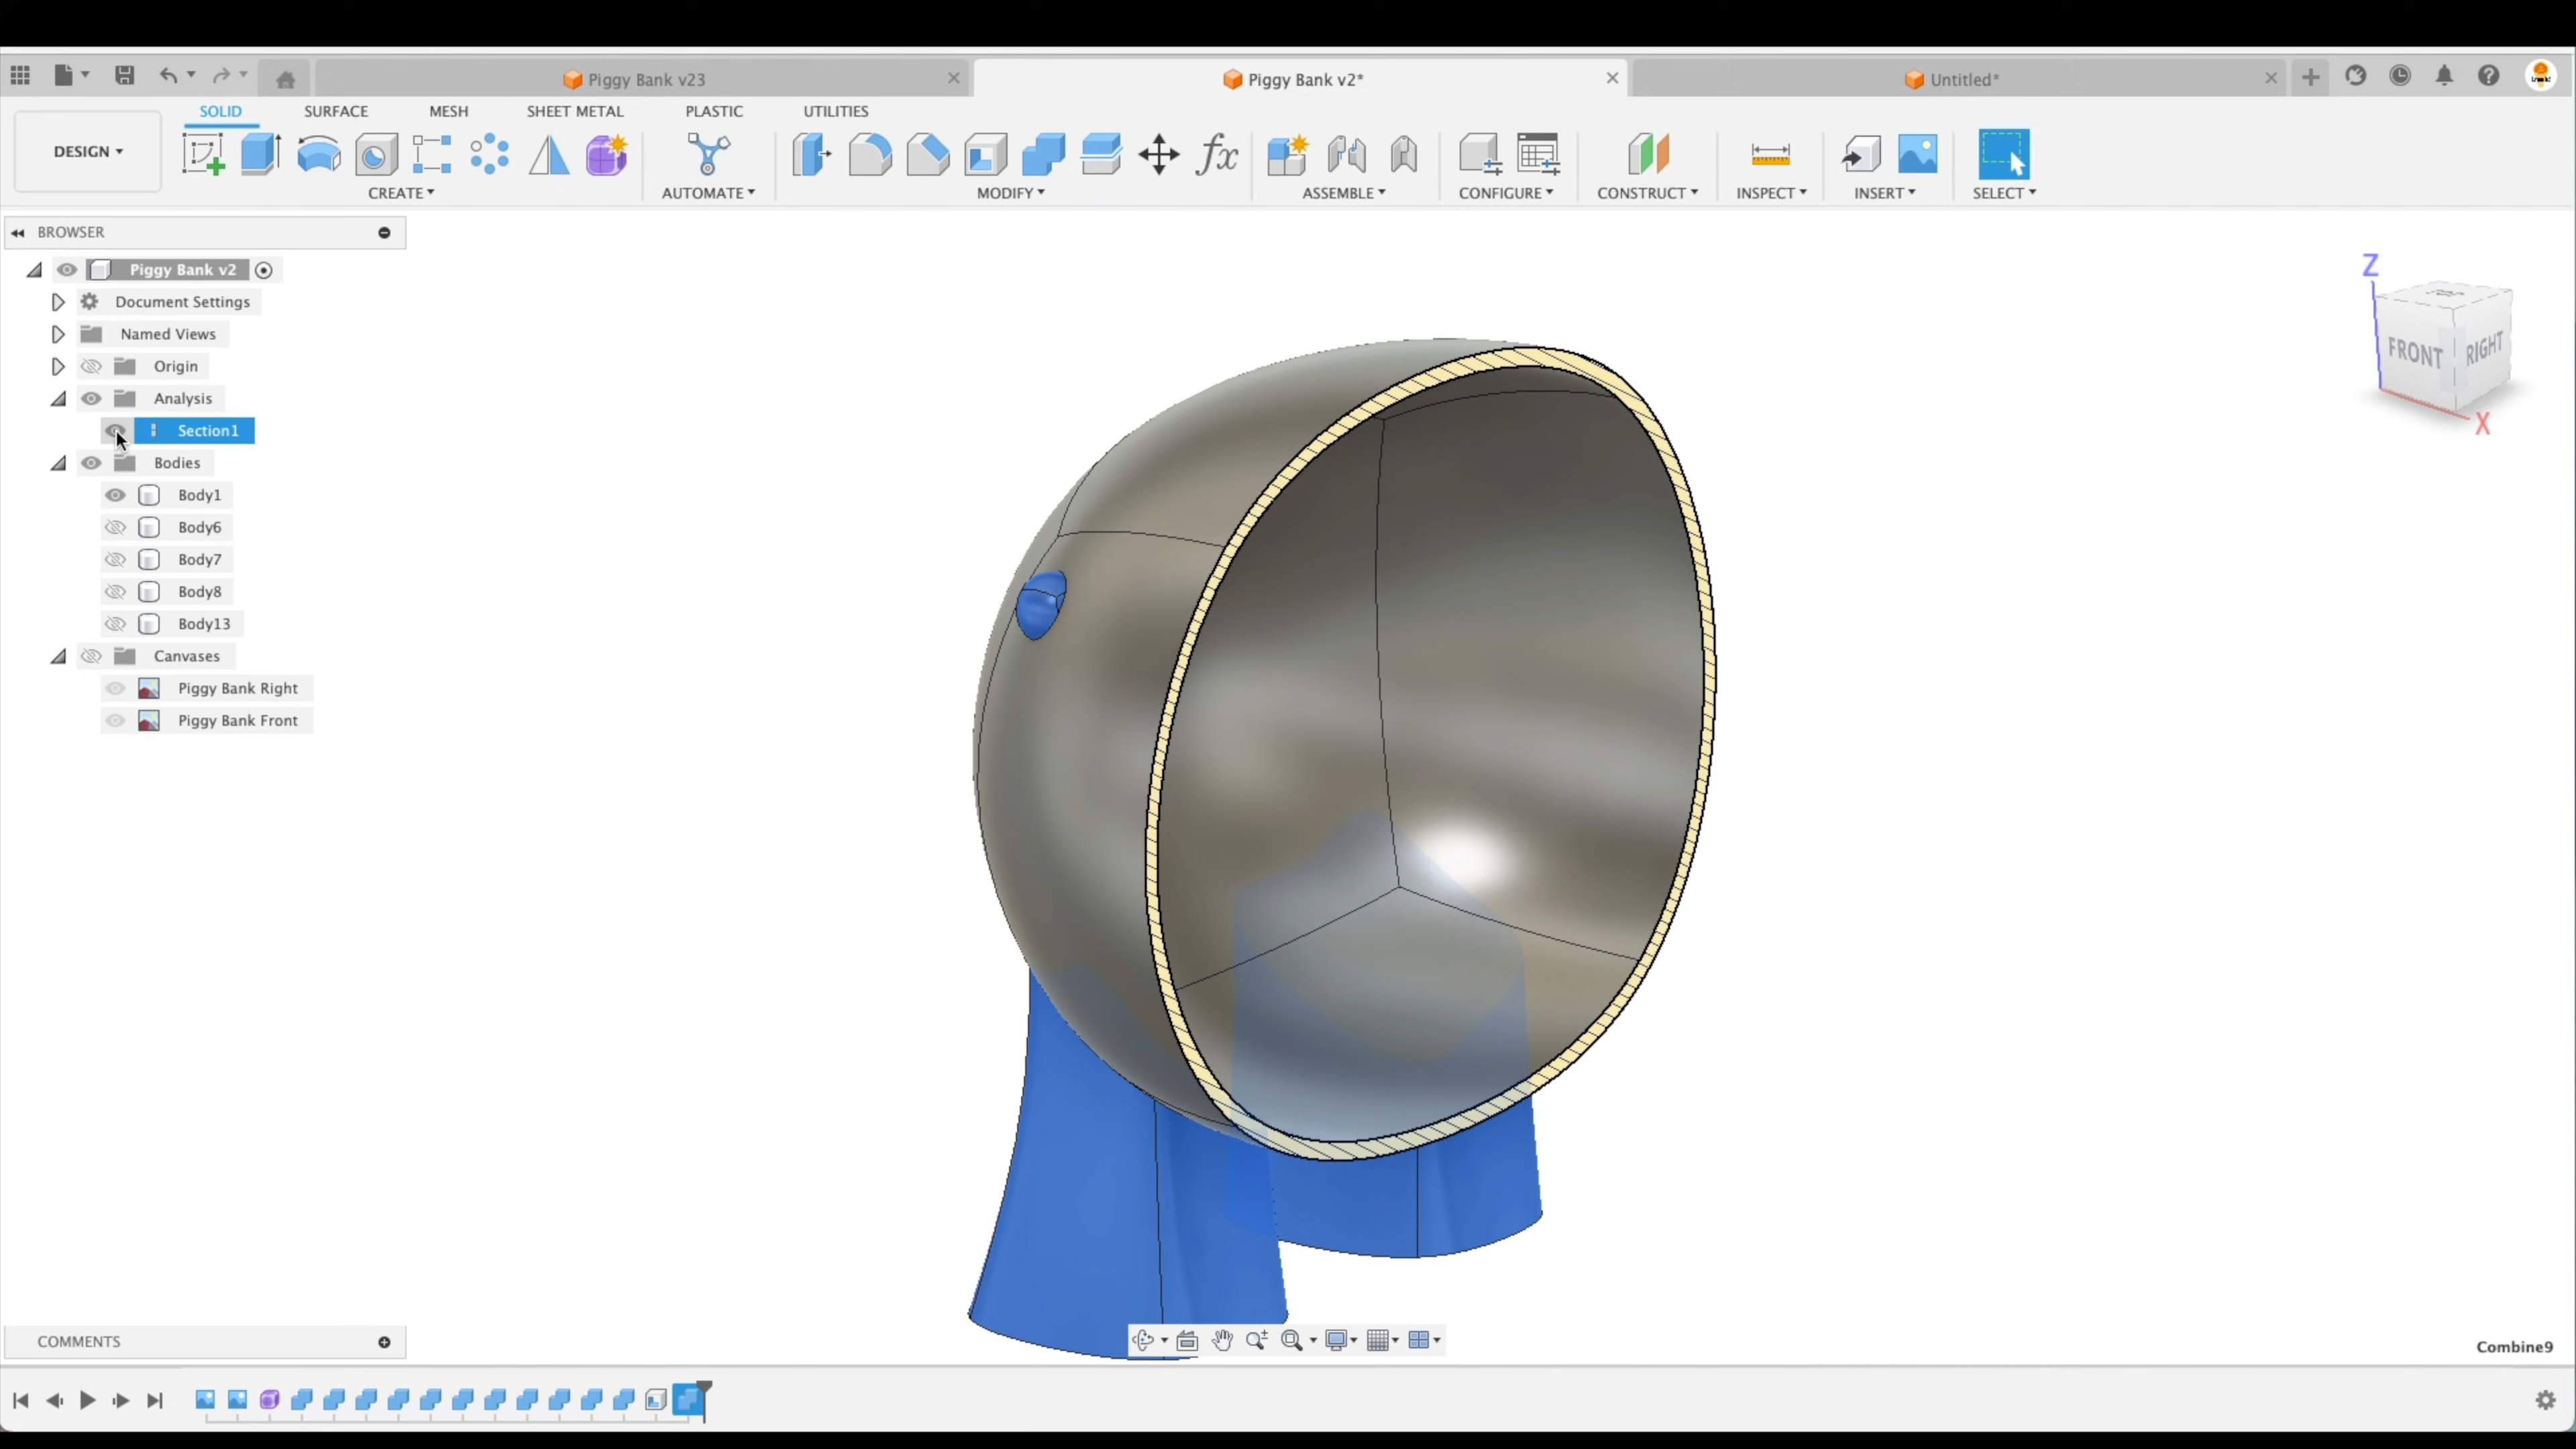 Piggy Bank v23
Piggy Bank v2*
Untitled*
SOLID
SURFACE
MESH
SHEET METAL
PLASTIC
UTILITIES
DESIGN
CREATE
AUTOMATE
MODIFY
ASSEMBLE
CONFIGURE
CONSTRUCT
INSPECT
INSERT
SELECT
BROWSER
Piggy Bank v2
Document Settings
Named Views
Origin
Analysis
Section1
Bodies
Body1
Body6
Body7
Body8
Body13
Canvases
Piggy Bank Right
Piggy Bank Front
Z
FRONT
RIGHT
X
COMMENTS
Combine9